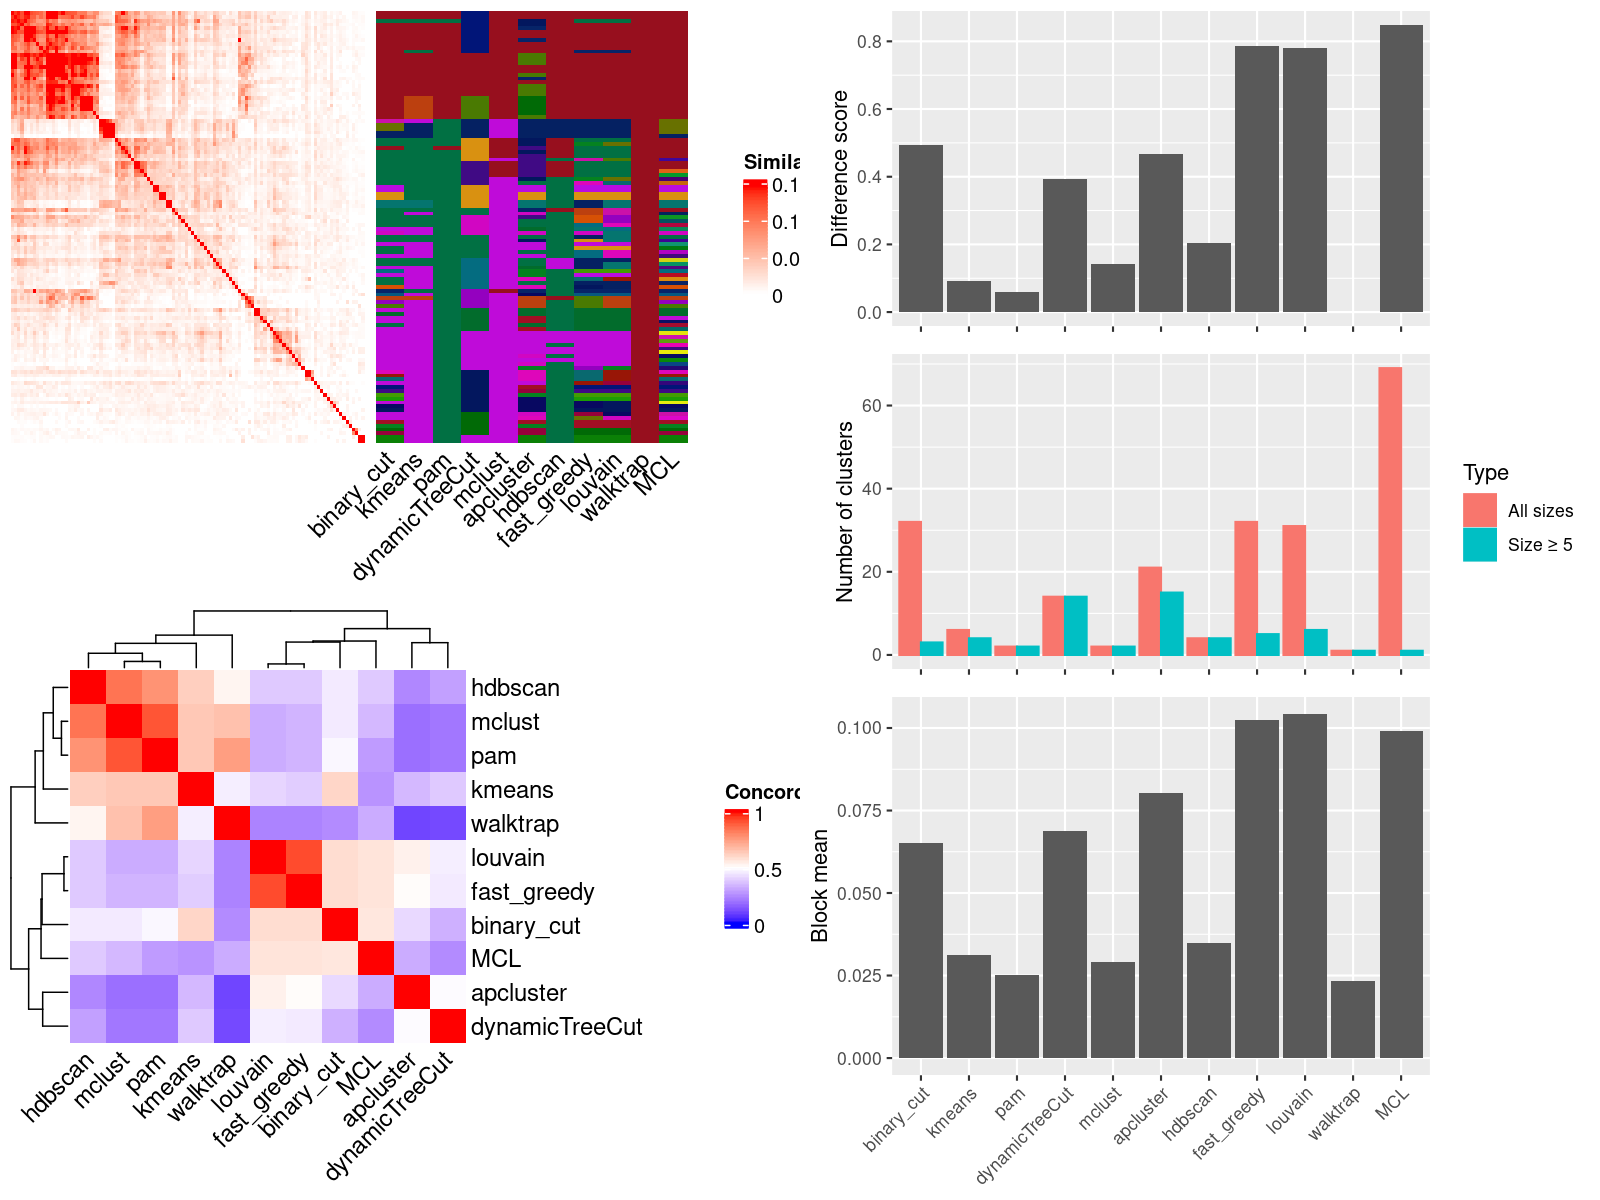 Simila
0.1
0.1
0.0
0
binary_cut
kmeans
pam
dynamicTreeCut
mclust
apcluster
hdbscan
fast_greedy
louvain
walktrap
MCL
hdbscan
mclust
pam
kmeans
walktrap
louvain
fast_greedy
binary_cut
MCL
apcluster
dynamicTreeCut
hdbscan
mclust
pam
kmeans
walktrap
louvain
fast_greedy
binary_cut
MCL
apcluster
dynamicTreeCut
Concord
1
0.5
0
Difference score
0.8
0.6
0.4
0.2
0.0
Number of clusters
60
40
20
0
Type
All sizes
Size ≥ 5
Block mean
0.100
0.075
0.050
0.025
0.000
binary_cut
kmeans
pam
dynamicTreeCut
mclust
apcluster
hdbscan
fast_greedy
louvain
walktrap
MCL